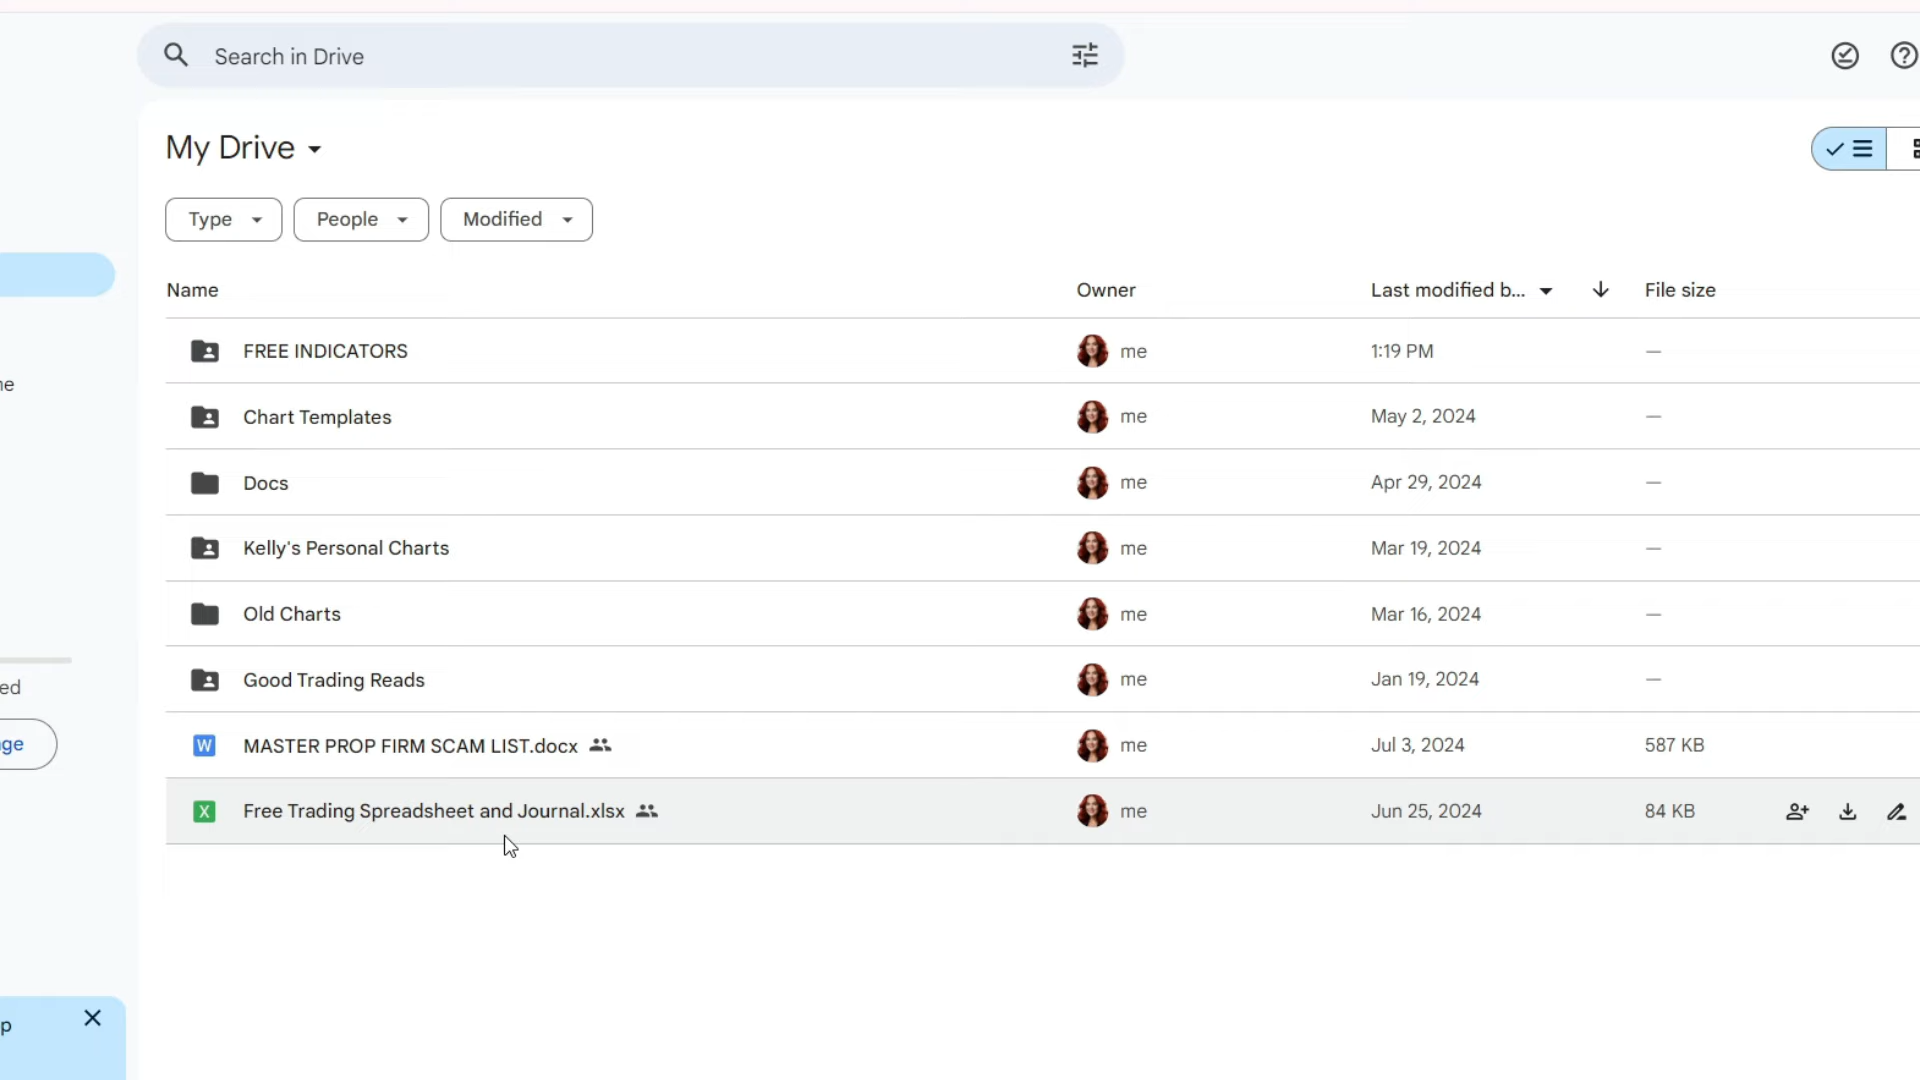 Search in Drive
My Drive
Type People Modified
Name Owner Last modified b... File size
FREE INDICATORS me 1:19 PM —
Chart Templates me May 2, 2024 —
Docs me Apr 29, 2024 —
Kelly's Personal Charts me Mar 19, 2024 —
Old Charts me Mar 16, 2024 —
Good Trading Reads me Jan 19, 2024 —
W MASTER PROP FIRM SCAM LIST.docx me Jul 3, 2024 587 KB
X Free Trading Spreadsheet and Journal.xlsx me Jun 25, 2024 84 KB